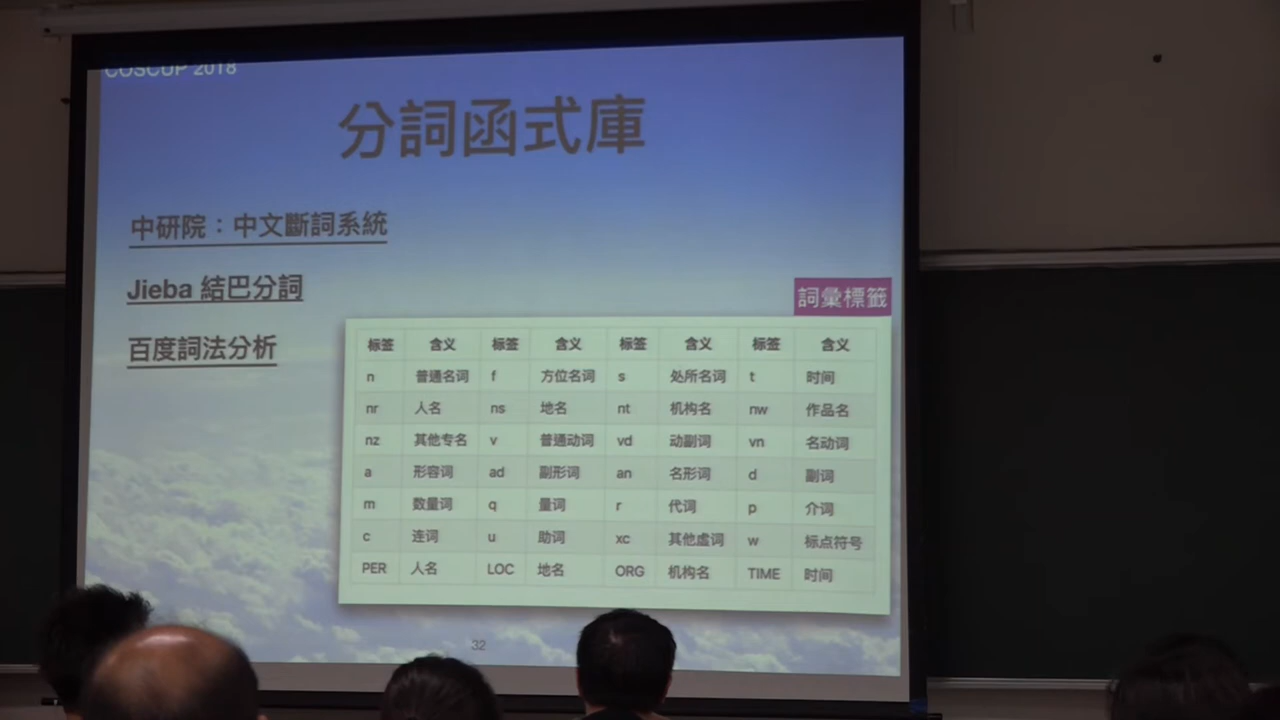 COSCUP 2018
分詞函式庫
中研院：中文斷詞系統
Jieba 結巴分詞
百度詞法分析
詞彙標籤
标签 含义 标签 含义 标签 含义 标签 含义
n 普通名词 f 方位名词 s 处所名词 t 时间
nr 人名 ns 地名 nt 机构名 nw 作品名
nz 其他专名 v 普通动词 vd 动副词 vn 名动词
a 形容词 ad 副形词 an 名形词 d 副词
m 数量词 q 量词 r 代词 p 介词
c 连词 u 助词 xc 其他虚词 w 标点符号
PER 人名 LOC 地名 ORG 机构名 TIME 时间
32